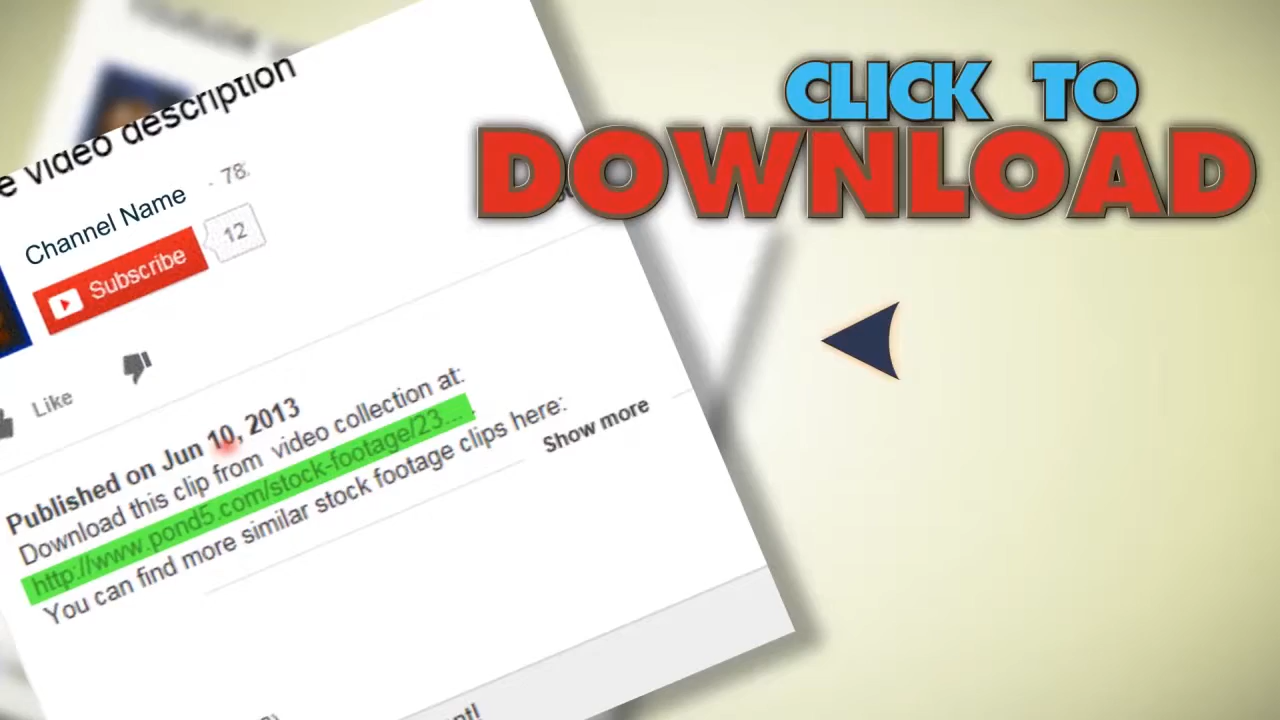 CLICK TO
DOWNLOAD
video description
Channel Name
78
Subscribe
12
Like
Published on Jun 10, 2013
Download this clip from video collection at:
http://www.pond5.com/stock-footage/23...
You can find more similar stock footage clips here:
Show more